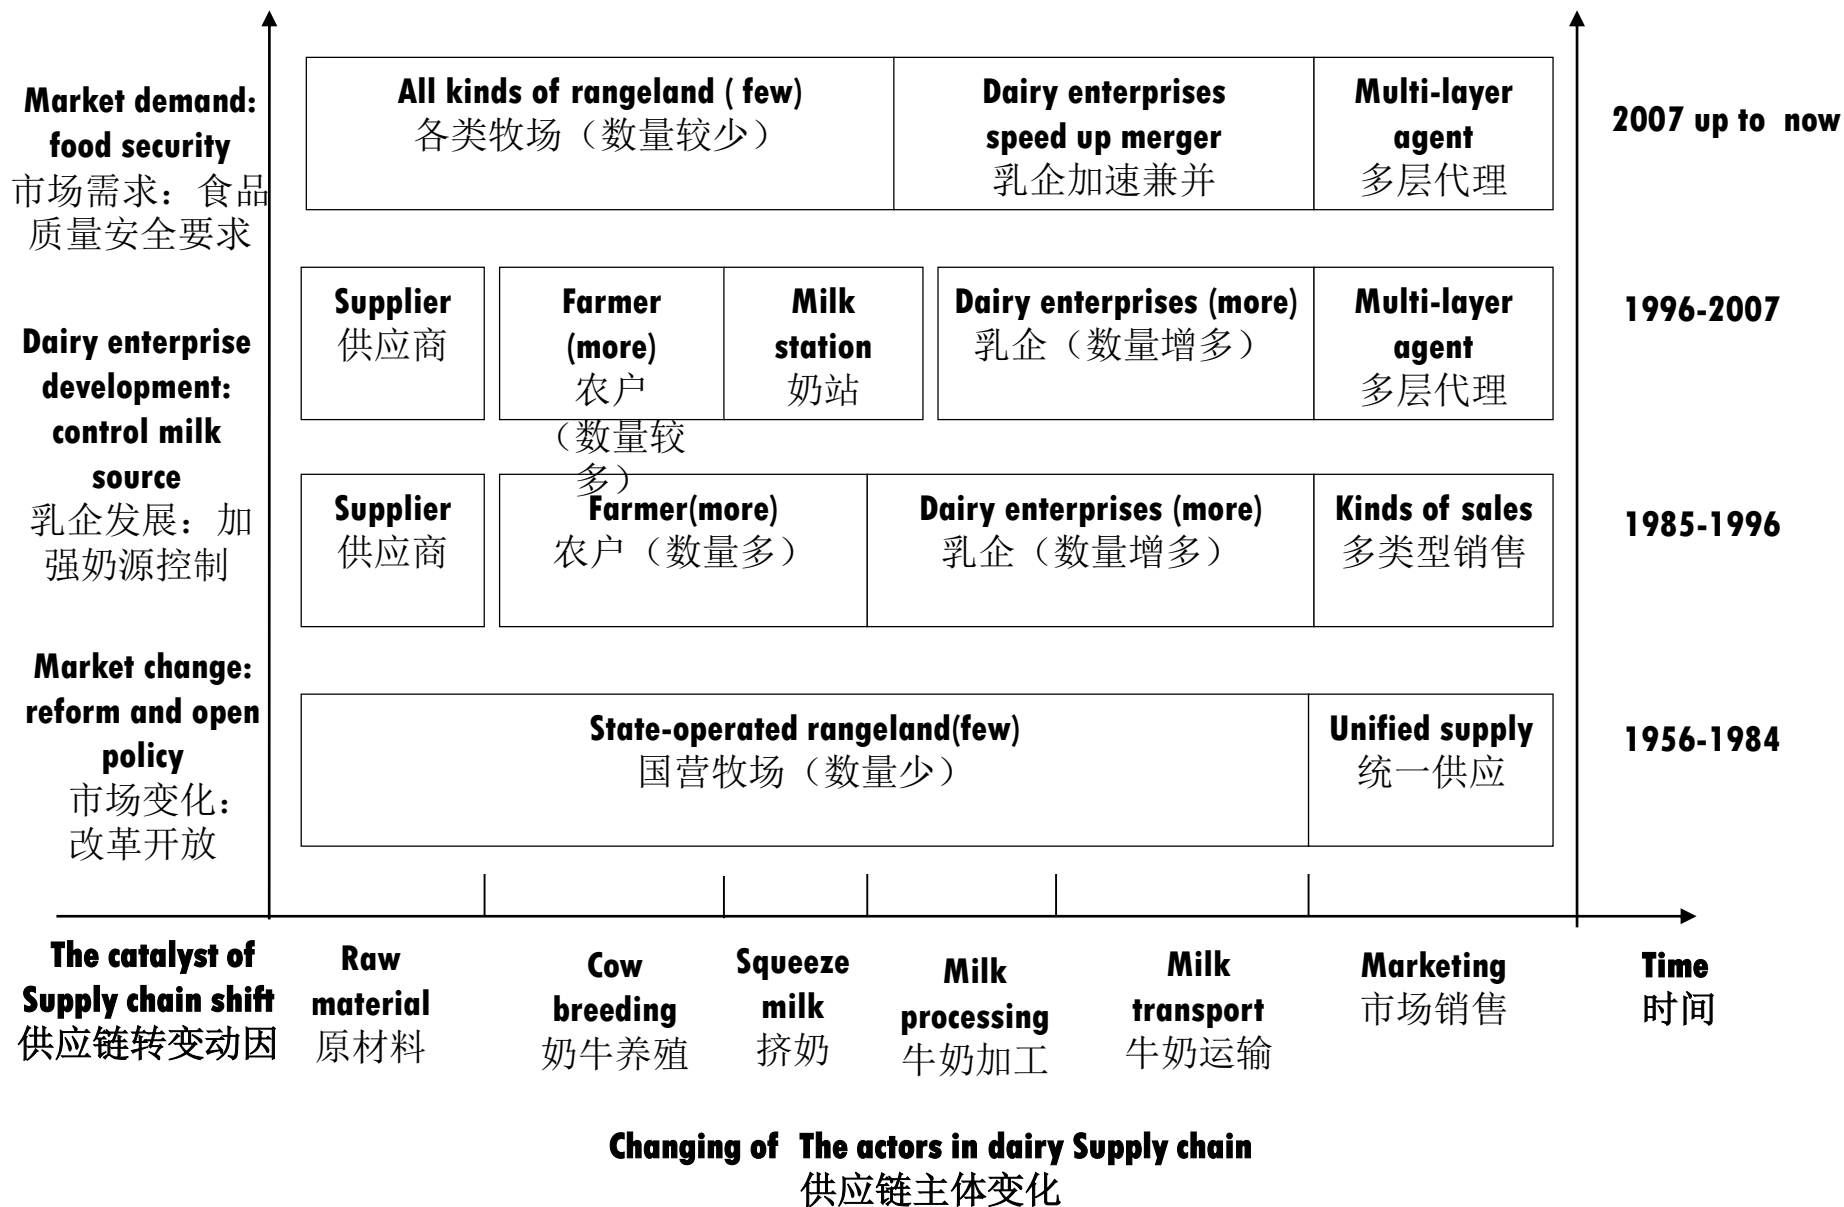 Market demand:
food security
市场需求：食品
质量安全要求
All kinds of rangeland ( few)
各类牧场（数量较少）
Dairy enterprises
speed up merger
乳企加速兼并
Multi-layer
agent
多层代理
2007 up to  now
Dairy enterprise
development:
control milk
source
乳企发展：加
强奶源控制
Supplier
供应商
Farmer
(more)
农户
（数量较
多）
Milk
station
奶站
Dairy enterprises (more)
乳企（数量增多）
Multi-layer
agent
多层代理
1996-2007
Supplier
供应商
Farmer(more)
农户（数量多）
Dairy enterprises (more)
乳企（数量增多）
Kinds of sales
多类型销售
1985-1996
Market change:
reform and open
policy
市场变化：
改革开放
State-operated rangeland(few)
国营牧场（数量少）
Unified supply
统一供应
1956-1984
The catalyst of
Supply chain shift
供应链转变动因
Raw
material
原材料
Cow
breeding
奶牛养殖
Squeeze
milk
挤奶
Milk
processing
牛奶加工
Milk
transport
牛奶运输
Marketing
市场销售
Time
时间
Changing of  The actors in dairy Supply chain
供应链主体变化